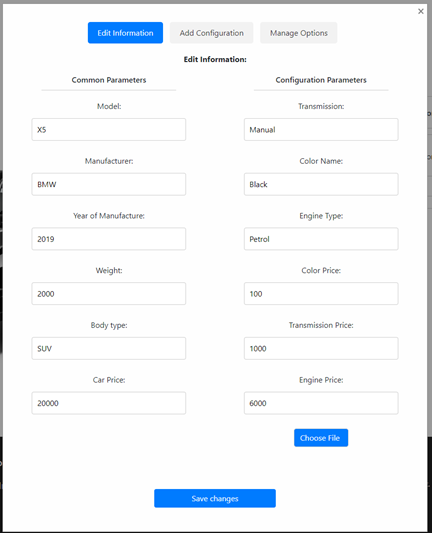 ×
Edit Information Add Configuration Manage Options
Edit Information:
Common Parameters
Configuration Parameters
Model:
Transmission:
X5
Manual
Manufacturer:
Color Name:
BMW
Black
Year of Manufacture:
Engine Type:
2019
Petrol
Weight:
Color Price:
2000
100
Body type:
Transmission Price:
SUV
1000
Car Price:
Engine Price:
20000
6000
Choose File
Save changes